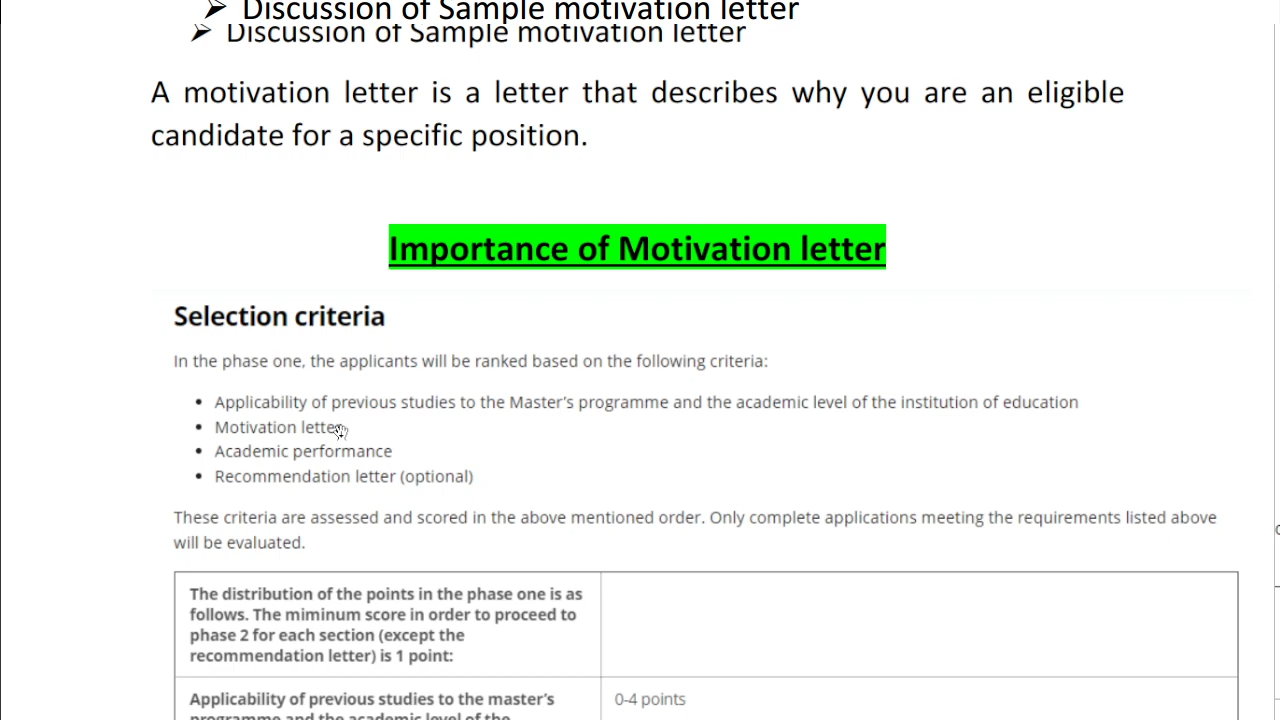 ➢ Discussion of Sample motivation letter
➢ Discussion of Sample motivation letter
A motivation letter is a letter that describes why you are an eligible
candidate for a specific position.
Importance of Motivation letter
Selection criteria
In the phase one, the applicants will be ranked based on the following criteria:
• Applicability of previous studies to the Master's programme and the academic level of the institution of education
• Motivation letter
• Academic performance
• Recommendation letter (optional)
These criteria are assessed and scored in the above mentioned order. Only complete applications meeting the requirements listed above
will be evaluated.
The distribution of the points in the phase one is as
follows. The miminum score in order to proceed to
phase 2 for each section (except the
recommendation letter) is 1 point:
Applicability of previous studies to the master's 0-4 points
programme and the academic level of the